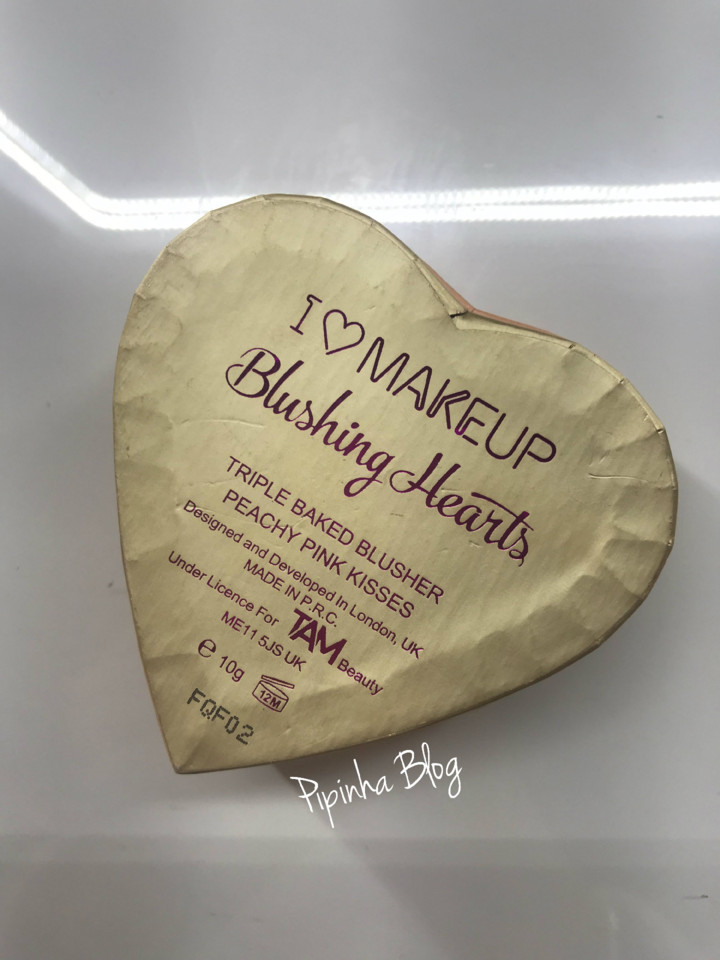 I ♡ MAKEUP
Blushing Hearts
TRIPLE BAKED BLUSHER
PEACHY PINK KISSES
Designed and Developed In London, UK
MADE IN P.R.C.
Under Licence For TAM Beauty
ME11 5JS UK
℮ 10g 12M
FQF02
Pipinha Blog